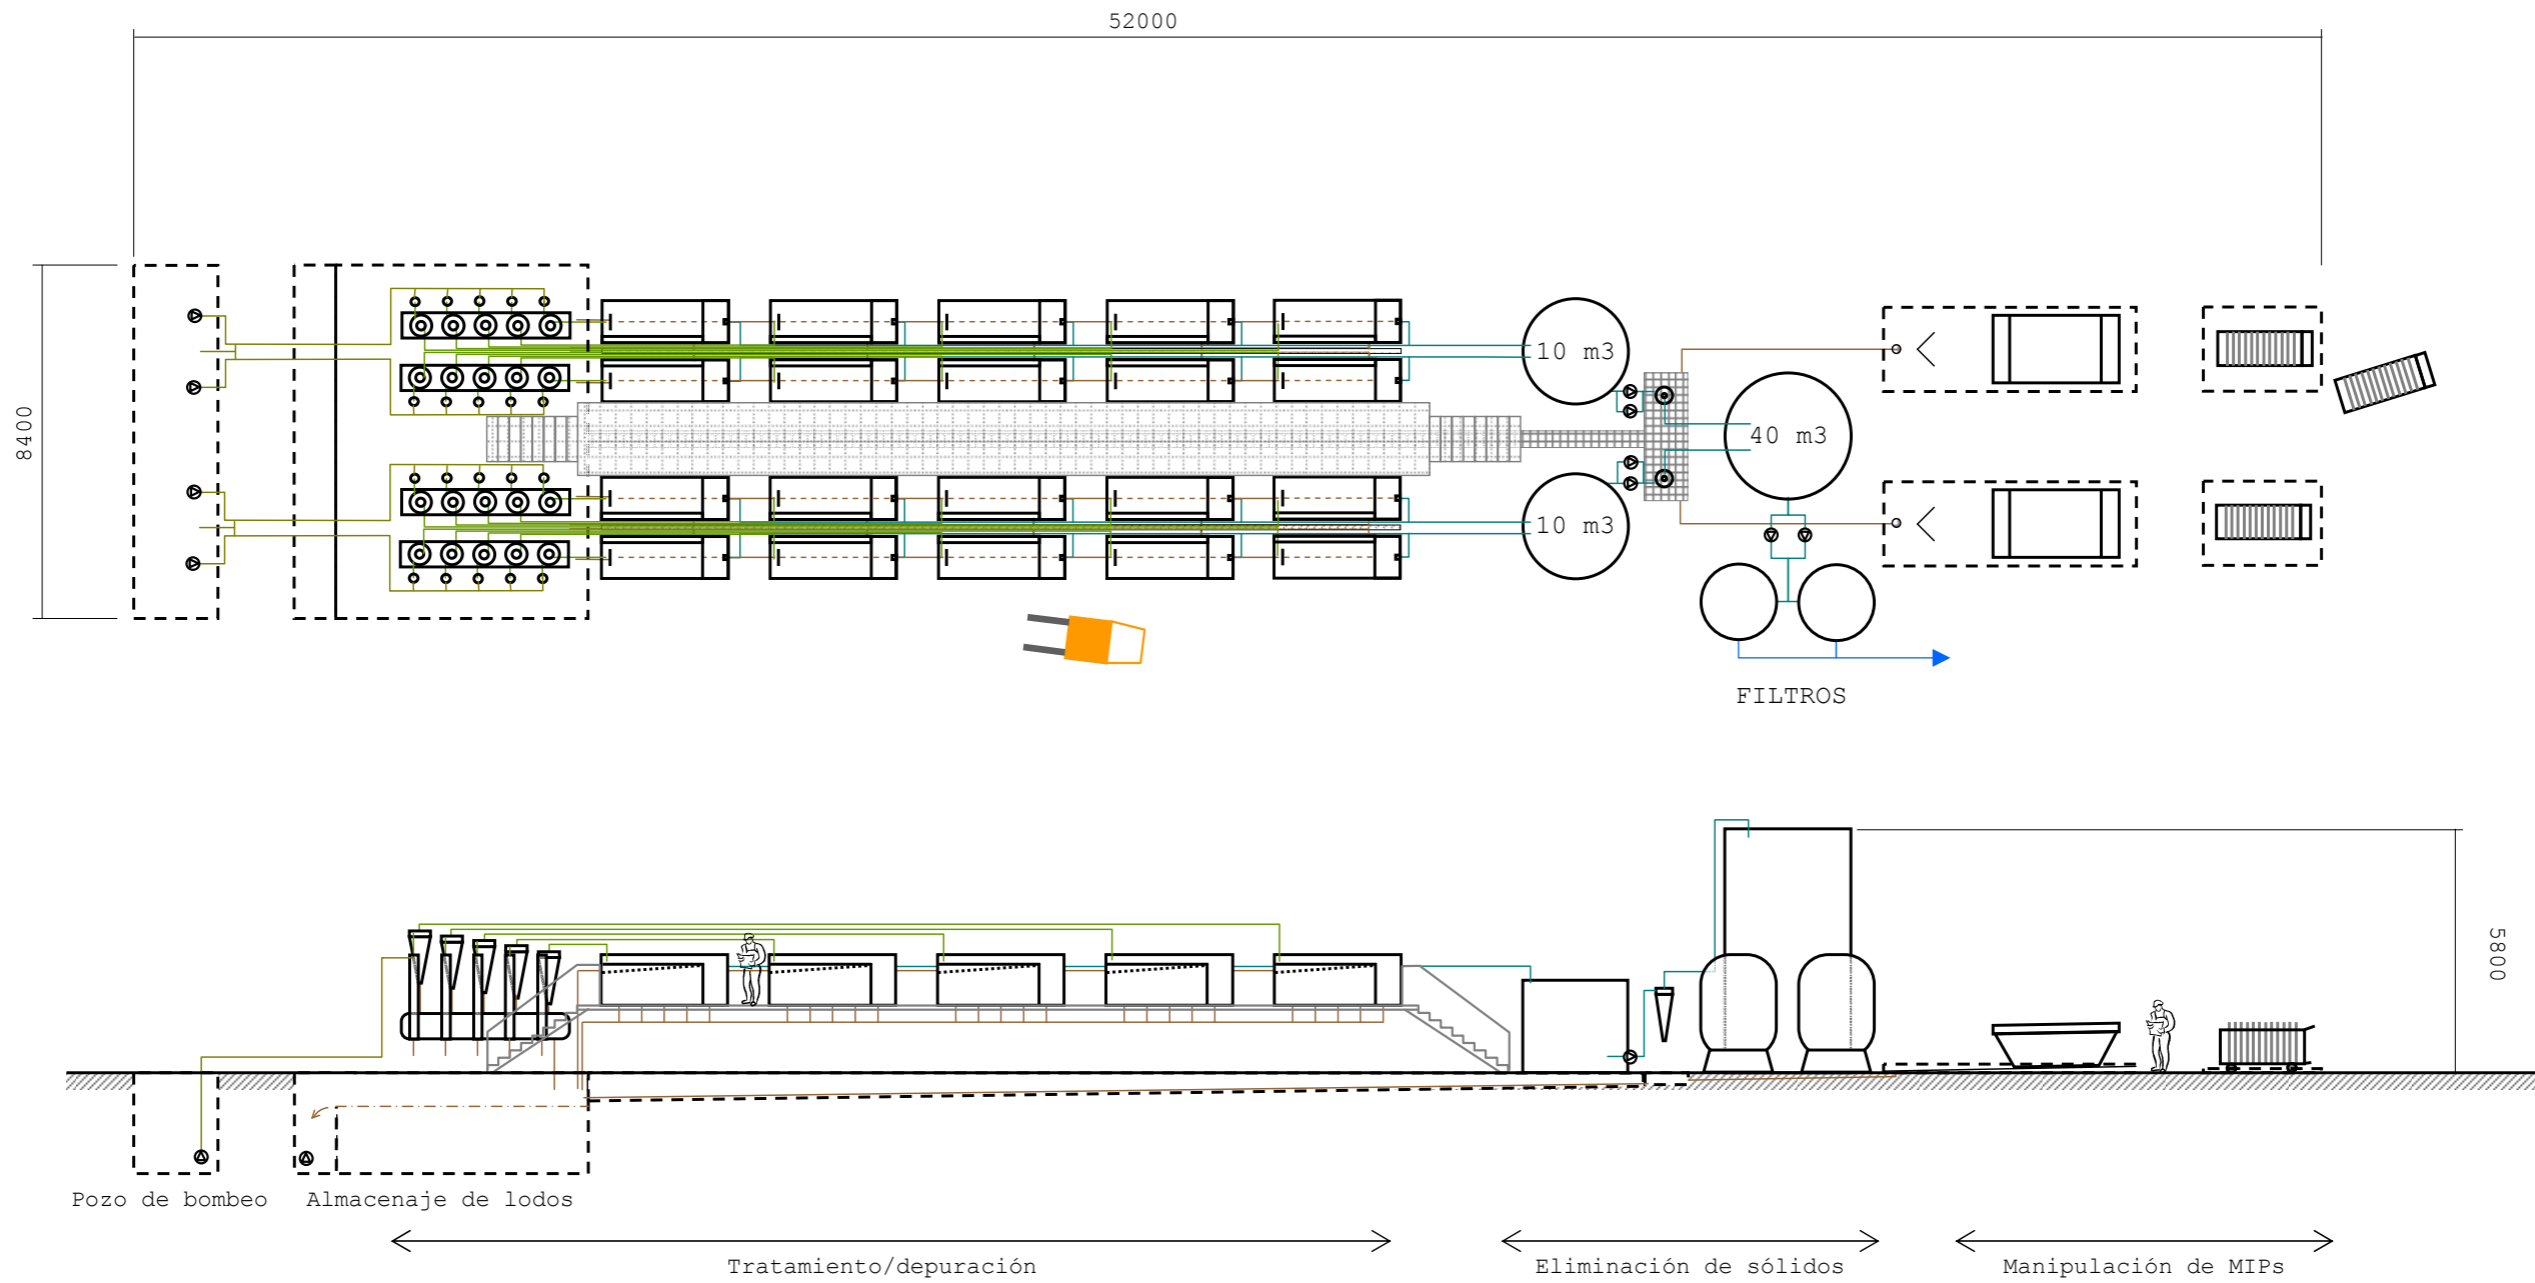 52000
8400
10 m3
40 m3
10 m3
FILTROS
5800
Pozo de bombeo
Almacenaje de lodos
Tratamiento/depuración
Eliminación de sólidos
Manipulación de MIPs